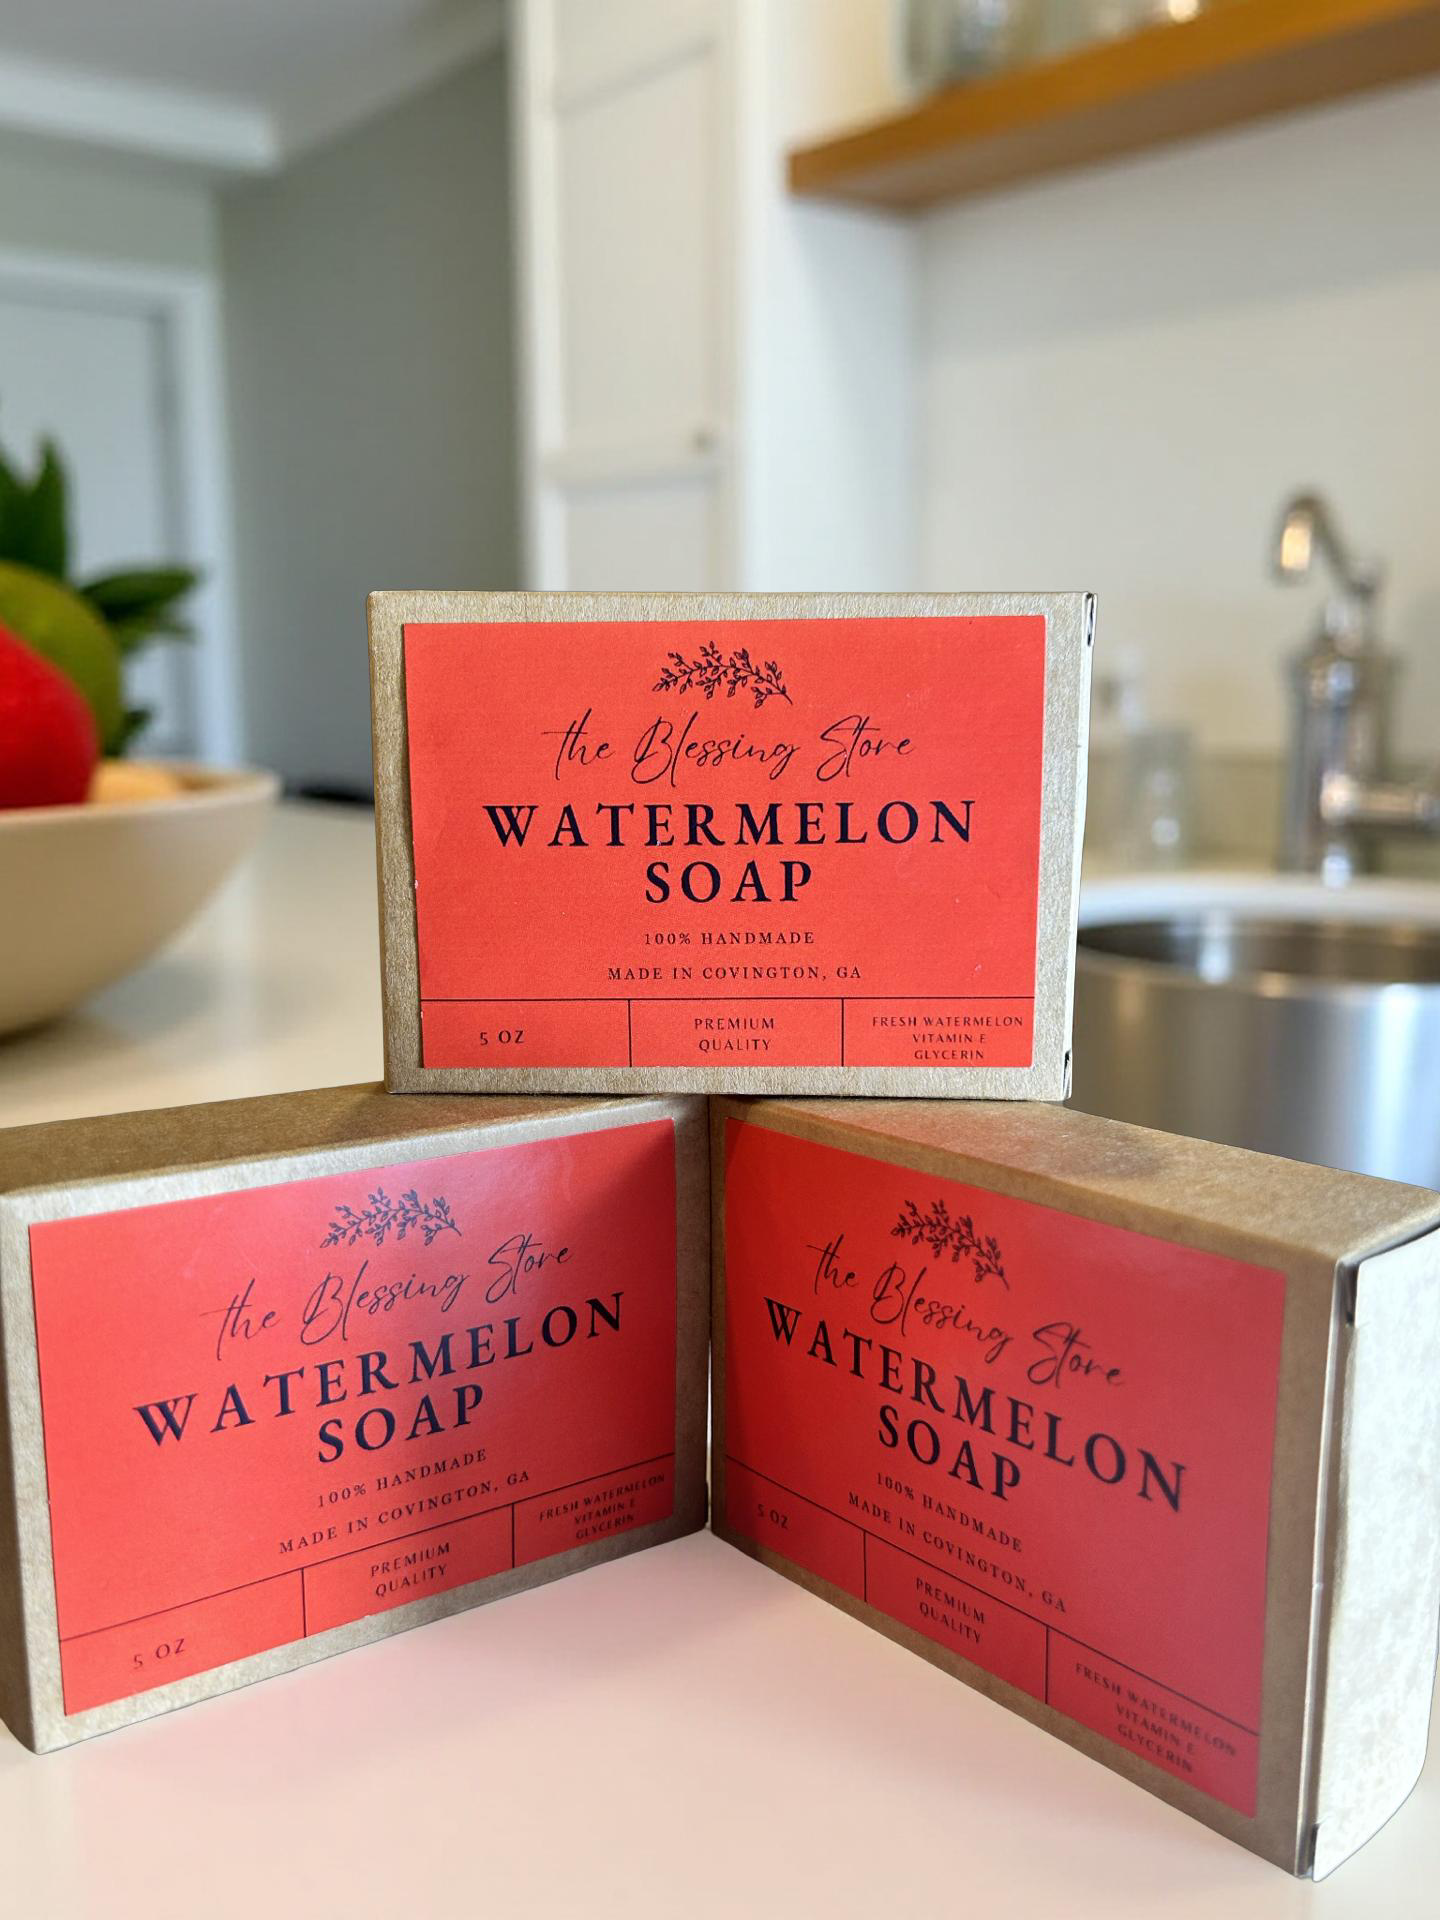 the Blessing Store
WATERMELON
SOAP
100% HANDMADE
MADE IN COVINGTON, GA
5 OZ
PREMIUM
QUALITY
FRESH WATERMELON
VITAMIN E
GLYCERIN
the Blessing Store
WATERMELON
SOAP
100% HANDMADE
MADE IN COVINGTON, GA
5 OZ
PREMIUM
QUALITY
FRESH WATERMELON
VITAMIN E
GLYCERIN
the Blessing Store
WATERMELON
SOAP
100% HANDMADE
MADE IN COVINGTON, GA
5 OZ
PREMIUM
QUALITY
FRESH WATERMELON
VITAMIN E
GLYCERIN